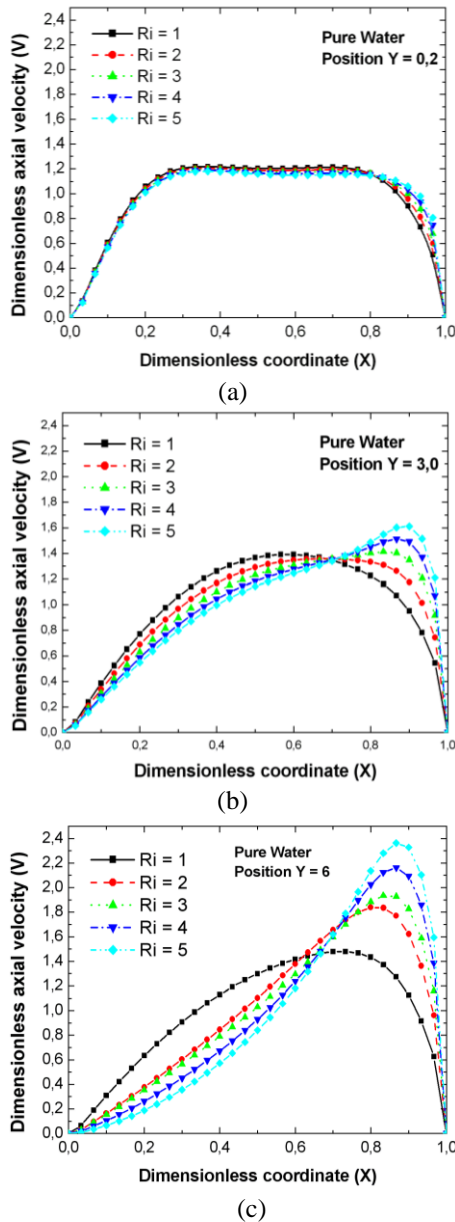 2,4
2,2
2,0
1,8
1,6
1,4
1,2
1,0
0,8
0,6
0,4
0,2
0,0
Dimensionless axial velocity (V)
Ri = 1
Ri = 2
Ri = 3
Ri = 4
Ri = 5
Pure Water
Position Y = 0,2
0,0 0,2 0,4 0,6 0,8 1,0
Dimensionless coordinate (X)
(a)
2,4
2,2
2,0
1,8
1,6
1,4
1,2
1,0
0,8
0,6
0,4
0,2
0,0
Dimensionless axial velocity (V)
Ri = 1
Ri = 2
Ri = 3
Ri = 4
Ri = 5
Pure Water
Position Y = 3,0
0,0 0,2 0,4 0,6 0,8 1,0
Dimensionless coordinate (X)
(b)
2,4
2,2
2,0
1,8
1,6
1,4
1,2
1,0
0,8
0,6
0,4
0,2
0,0
Dimensionless axial velocity (V)
Ri = 1
Ri = 2
Ri = 3
Ri = 4
Ri = 5
Pure Water
Position Y = 6
0,0 0,2 0,4 0,6 0,8 1,0
Dimensionless coordinate (X)
(c)